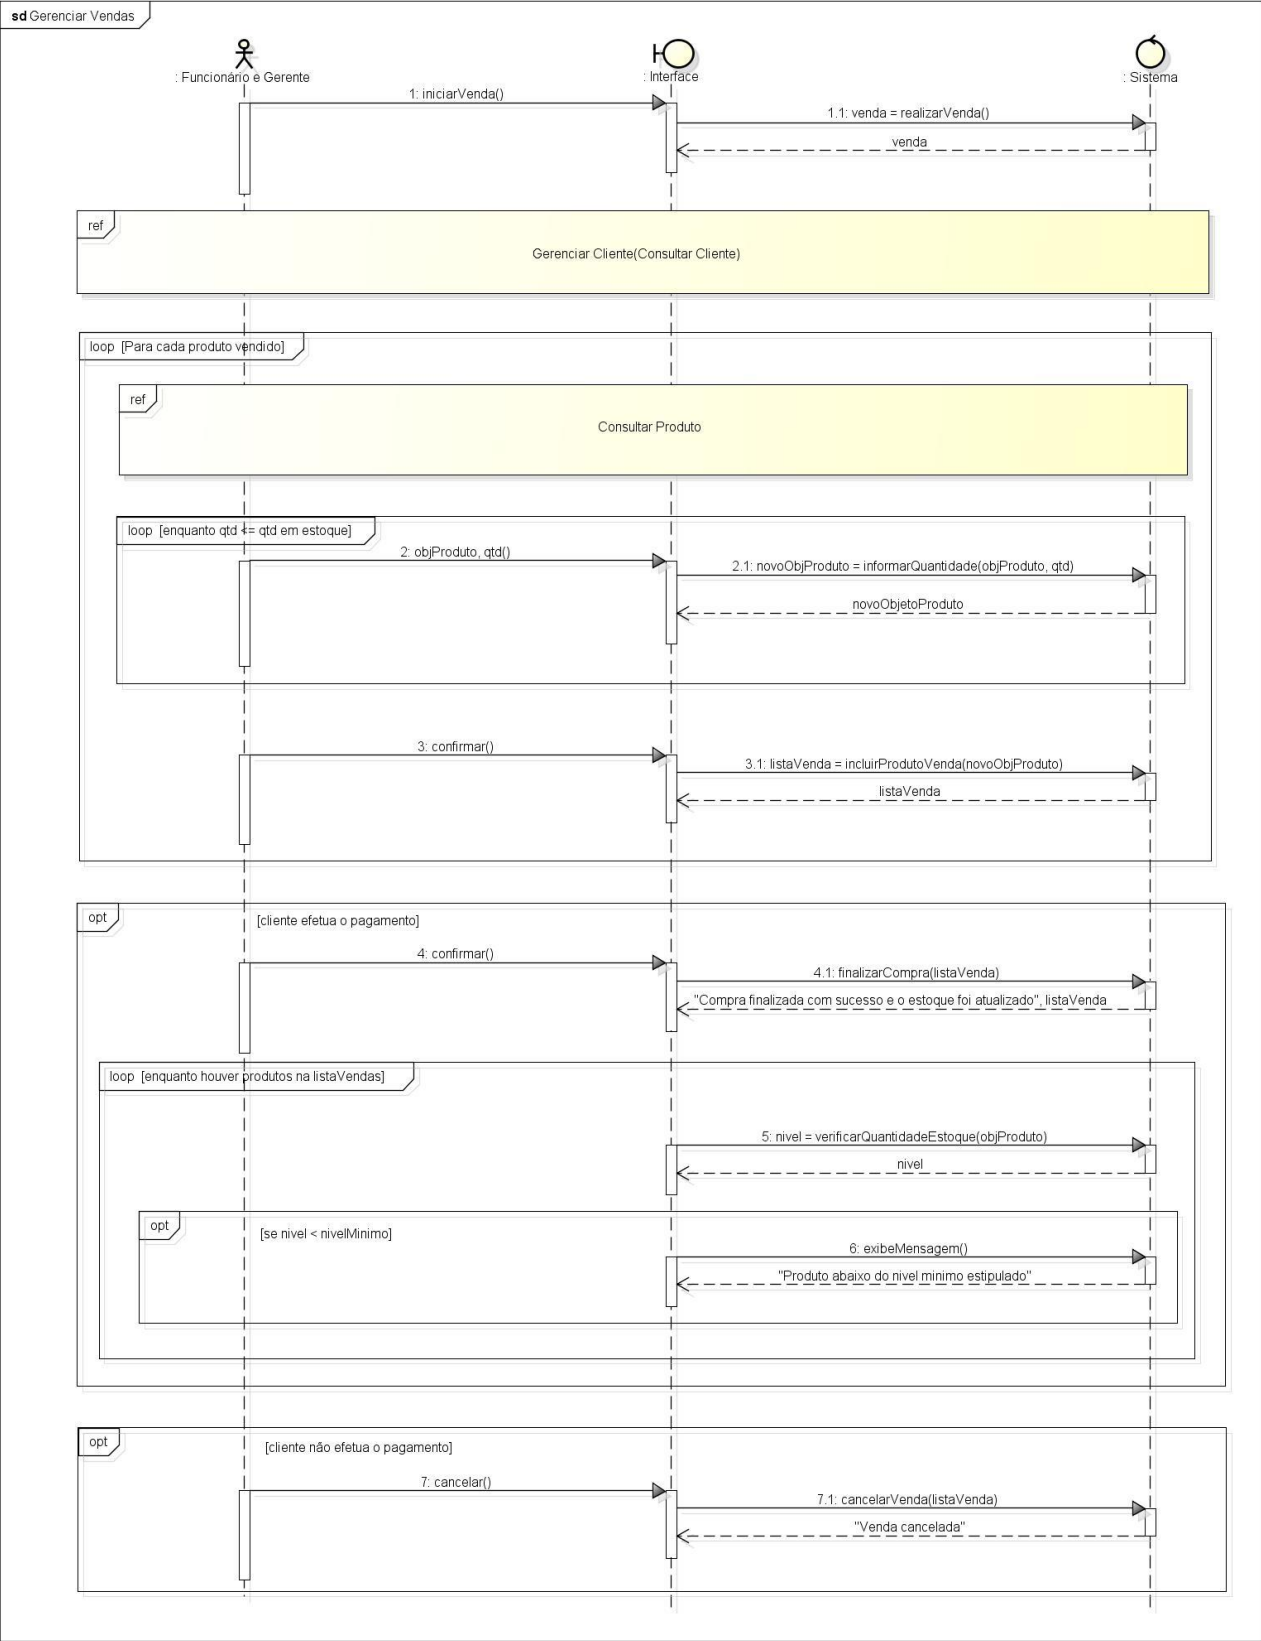 sd Gerenciar Vendas
: Funcionário e Gerente
: Interface
: Sistema
1: iniciarVenda()
1.1: venda = realizarVenda()
venda
ref
Gerenciar Cliente(Consultar Cliente)
loop [Para cada produto vendido]
ref
Consultar Produto
loop [enquanto qtd <= qtd em estoque]
2: objProduto, qtd()
2.1: novoObjProduto = informarQuantidade(objProduto, qtd)
novoObjetoProduto
3: confirmar()
3.1: listaVenda = incluirProdutoVenda(novoObjProduto)
listaVenda
opt
[cliente efetua o pagamento]
4: confirmar()
4.1: finalizarCompra(listaVenda)
"Compra finalizada com sucesso e o estoque foi atualizado", listaVenda
loop [enquanto houver produtos na listaVendas]
5: nivel = verificarQuantidadeEstoque(objProduto)
nivel
opt
[se nivel < nivelMinimo]
6: exibeMensagem()
"Produto abaixo do nivel minimo estipulado"
opt
[cliente não efetua o pagamento]
7: cancelar()
7.1: cancelarVenda(listaVenda)
"Venda cancelada"